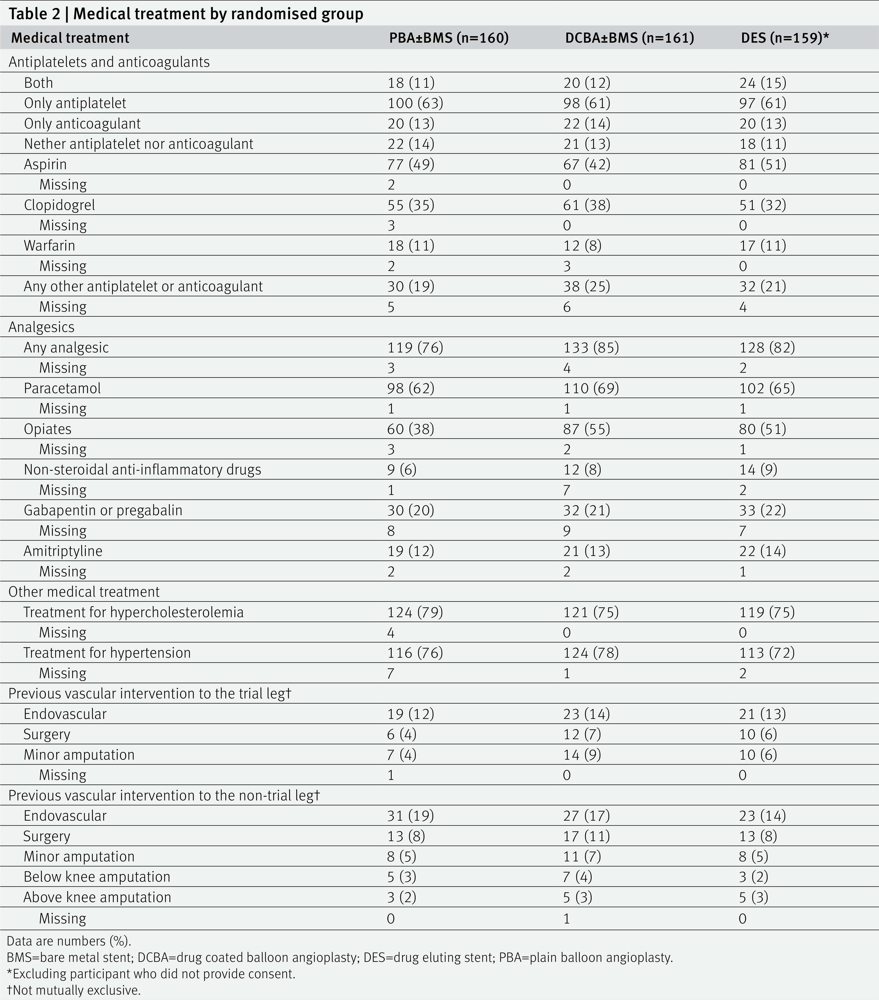 Table 2 | Medical treatment by randomised group
Medical treatment PBA±BMS (n=160) DCBA±BMS (n=161) DES (n=159)*
Antiplatelets and anticoagulants
Both 18 (11) 20 (12) 24 (15)
Only antiplatelet 100 (63) 98 (61) 97 (61)
Only anticoagulant 20 (13) 22 (14) 20 (13)
Nether antiplatelet nor anticoagulant 22 (14) 21 (13) 18 (11)
Aspirin 77 (49) 67 (42) 81 (51)
Missing 2 0 0
Clopidogrel 55 (35) 61 (38) 51 (32)
Missing 3 0 0
Warfarin 18 (11) 12 (8) 17 (11)
Missing 2 3 0
Any other antiplatelet or anticoagulant 30 (19) 38 (25) 32 (21)
Missing 5 6 4
Analgesics
Any analgesic 119 (76) 133 (85) 128 (82)
Missing 3 4 2
Paracetamol 98 (62) 110 (69) 102 (65)
Missing 1 1 1
Opiates 60 (38) 87 (55) 80 (51)
Missing 3 2 1
Non-steroidal anti-inflammatory drugs 9 (6) 12 (8) 14 (9)
Missing 1 7 2
Gabapentin or pregabalin 30 (20) 32 (21) 33 (22)
Missing 8 9 7
Amitriptyline 19 (12) 21 (13) 22 (14)
Missing 2 2 1
Other medical treatment
Treatment for hypercholesterolemia 124 (79) 121 (75) 119 (75)
Missing 4 0 0
Treatment for hypertension 116 (76) 124 (78) 113 (72)
Missing 7 1 2
Previous vascular intervention to the trial leg†
Endovascular 19 (12) 23 (14) 21 (13)
Surgery 6 (4) 12 (7) 10 (6)
Minor amputation 7 (4) 14 (9) 10 (6)
Missing 1 0 0
Previous vascular intervention to the non-trial leg†
Endovascular 31 (19) 27 (17) 23 (14)
Surgery 13 (8) 17 (11) 13 (8)
Minor amputation 8 (5) 11 (7) 8 (5)
Below knee amputation 5 (3) 7 (4) 3 (2)
Above knee amputation 3 (2) 5 (3) 5 (3)
Missing 0 1 0
Data are numbers (%).
BMS=bare metal stent; DCBA=drug coated balloon angioplasty; DES=drug eluting stent; PBA=plain balloon angioplasty.
*Excluding participant who did not provide consent.
†Not mutually exclusive.